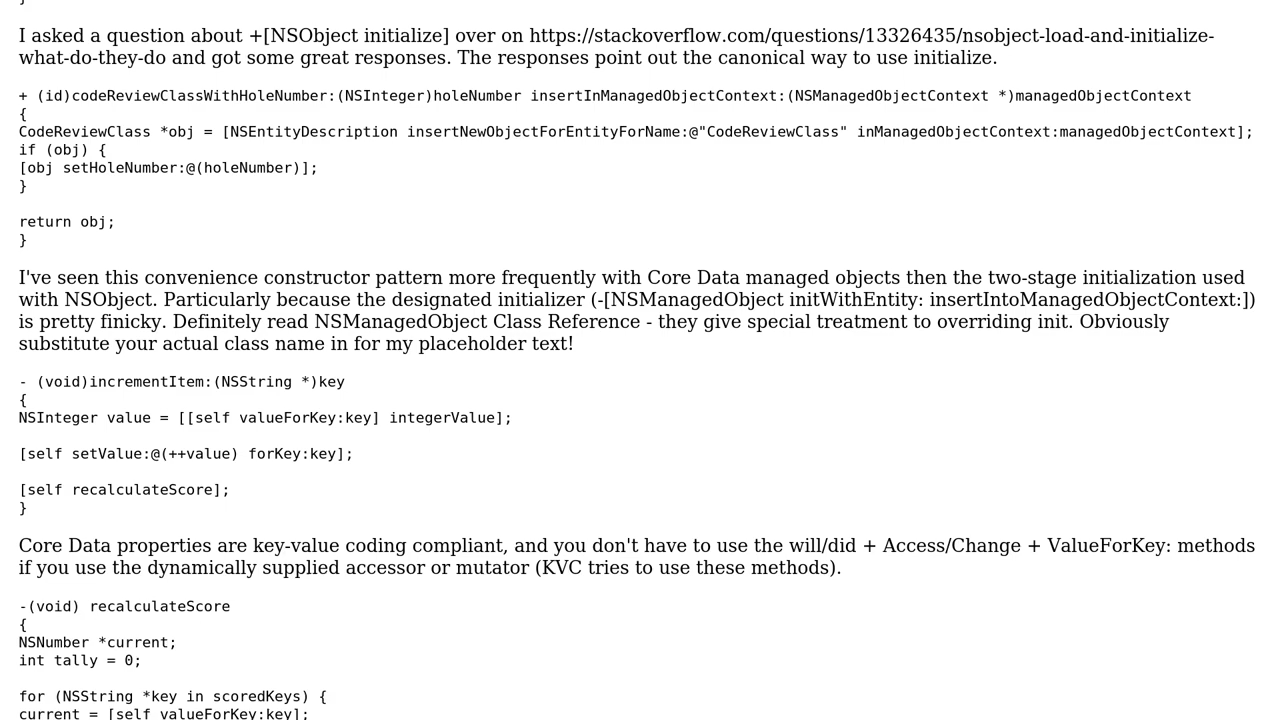 }
I asked a question about +[NSObject initialize] over on https://stackoverflow.com/questions/13326435/nsobject-load-and-initialize-
what-do-they-do and got some great responses. The responses point out the canonical way to use initialize.
+ (id)codeReviewClassWithHoleNumber:(NSInteger)holeNumber insertInManagedObjectContext:(NSManagedObjectContext *)managedObjectContext
{
CodeReviewClass *obj = [NSEntityDescription insertNewObjectForEntityForName:@"CodeReviewClass" inManagedObjectContext:managedObjectContext];
if (obj) {
[obj setHoleNumber:@(holeNumber)];
}
return obj;
}
I've seen this convenience constructor pattern more frequently with Core Data managed objects then the two-stage initialization used
with NSObject. Particularly because the designated initializer (-[NSManagedObject initWithEntity: insertIntoManagedObjectContext:])
is pretty finicky. Definitely read NSManagedObject Class Reference - they give special treatment to overriding init. Obviously
substitute your actual class name in for my placeholder text!
- (void)incrementItem:(NSString *)key
{
NSInteger value = [[self valueForKey:key] integerValue];
[self setValue:@(++value) forKey:key];
[self recalculateScore];
}
Core Data properties are key-value coding compliant, and you don't have to use the will/did + Access/Change + ValueForKey: methods
if you use the dynamically supplied accessor or mutator (KVC tries to use these methods).
-(void) recalculateScore
{
NSNumber *current;
int tally = 0;
for (NSString *key in scoredKeys) {
current = [self valueForKey:key];